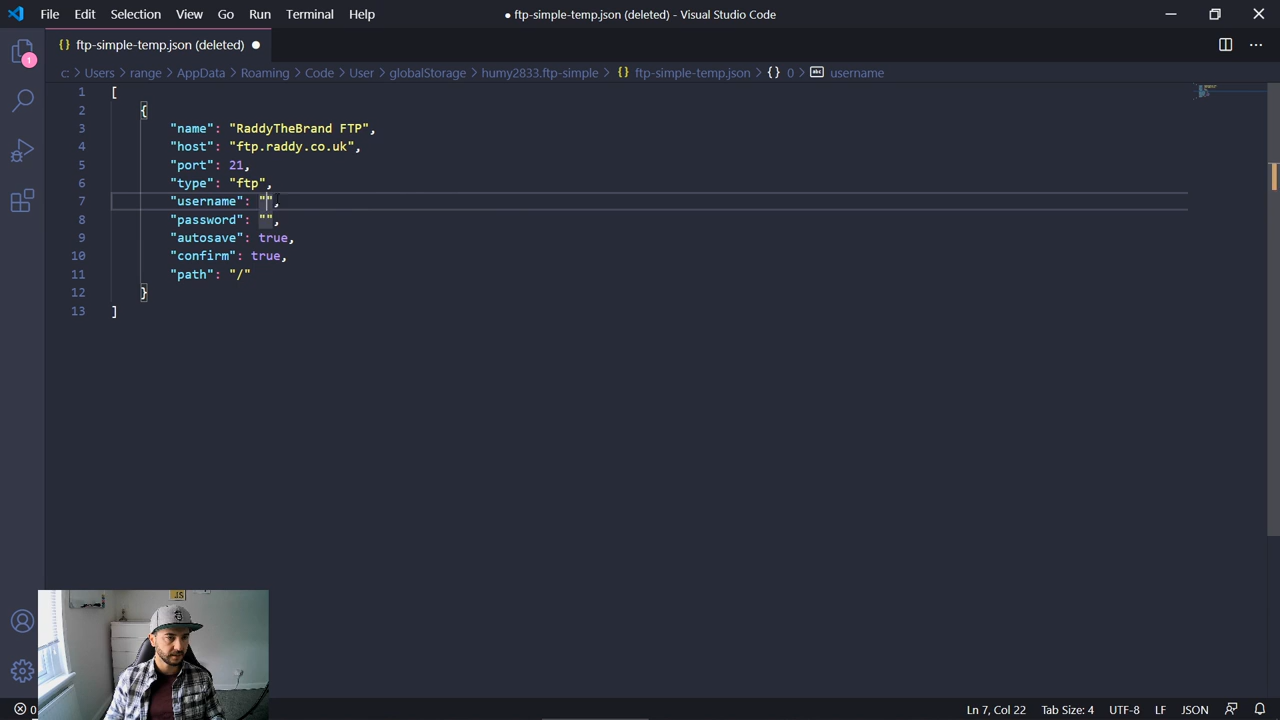 File Edit Selection View Go Run Terminal Help
● ftp-simple-temp.json (deleted) - Visual Studio Code
{} ftp-simple-temp.json (deleted) ●
C > Users > range > AppData > Roaming > Code > User > globalStorage > humy2833.ftp-simple > {} ftp-simple-temp.json > {} 0 > abc username
1
1 [
2 {
3 "name": "RaddyTheBrand FTP",
4 "host": "ftp.raddy.co.uk",
5 "port": 21,
6 "type": "ftp",
7 "username": "",
8 "password": "",
9 "autosave": true,
10 "confirm": true,
11 "path": "/"
12 }
13 ]
0 Ln 7, Col 22 Tab Size: 4 UTF-8 LF JSON